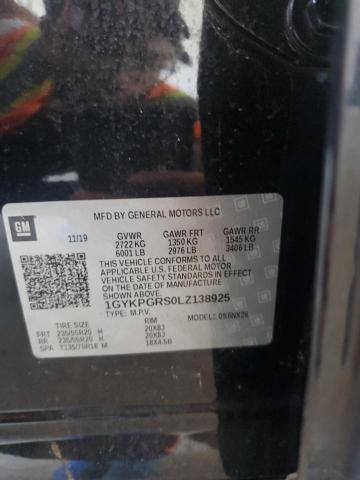 GM
MFD BY GENERAL MOTORS LLC
11/19 GVWR GAWR FRT GAWR RR
2722 KG 1350 KG 1545 KG
6001 LB 2976 LB 3406 LB
THIS VEHICLE CONFORMS TO ALL
APPLICABLE U.S. FEDERAL MOTOR
VEHICLE SAFETY STANDARDS IN EFFECT
ON THE DATE OF MANUFACTURE
SHOWN ABOVE.
1GYKPGRS0LZ138925
TYPE: M.P.V. MODEL:
TIRE SIZE RIM
FRT 235/55R20 H 20X8J
RR 235/55R20 H 20X8J
SPA T135/70R18 M 18X4.5B